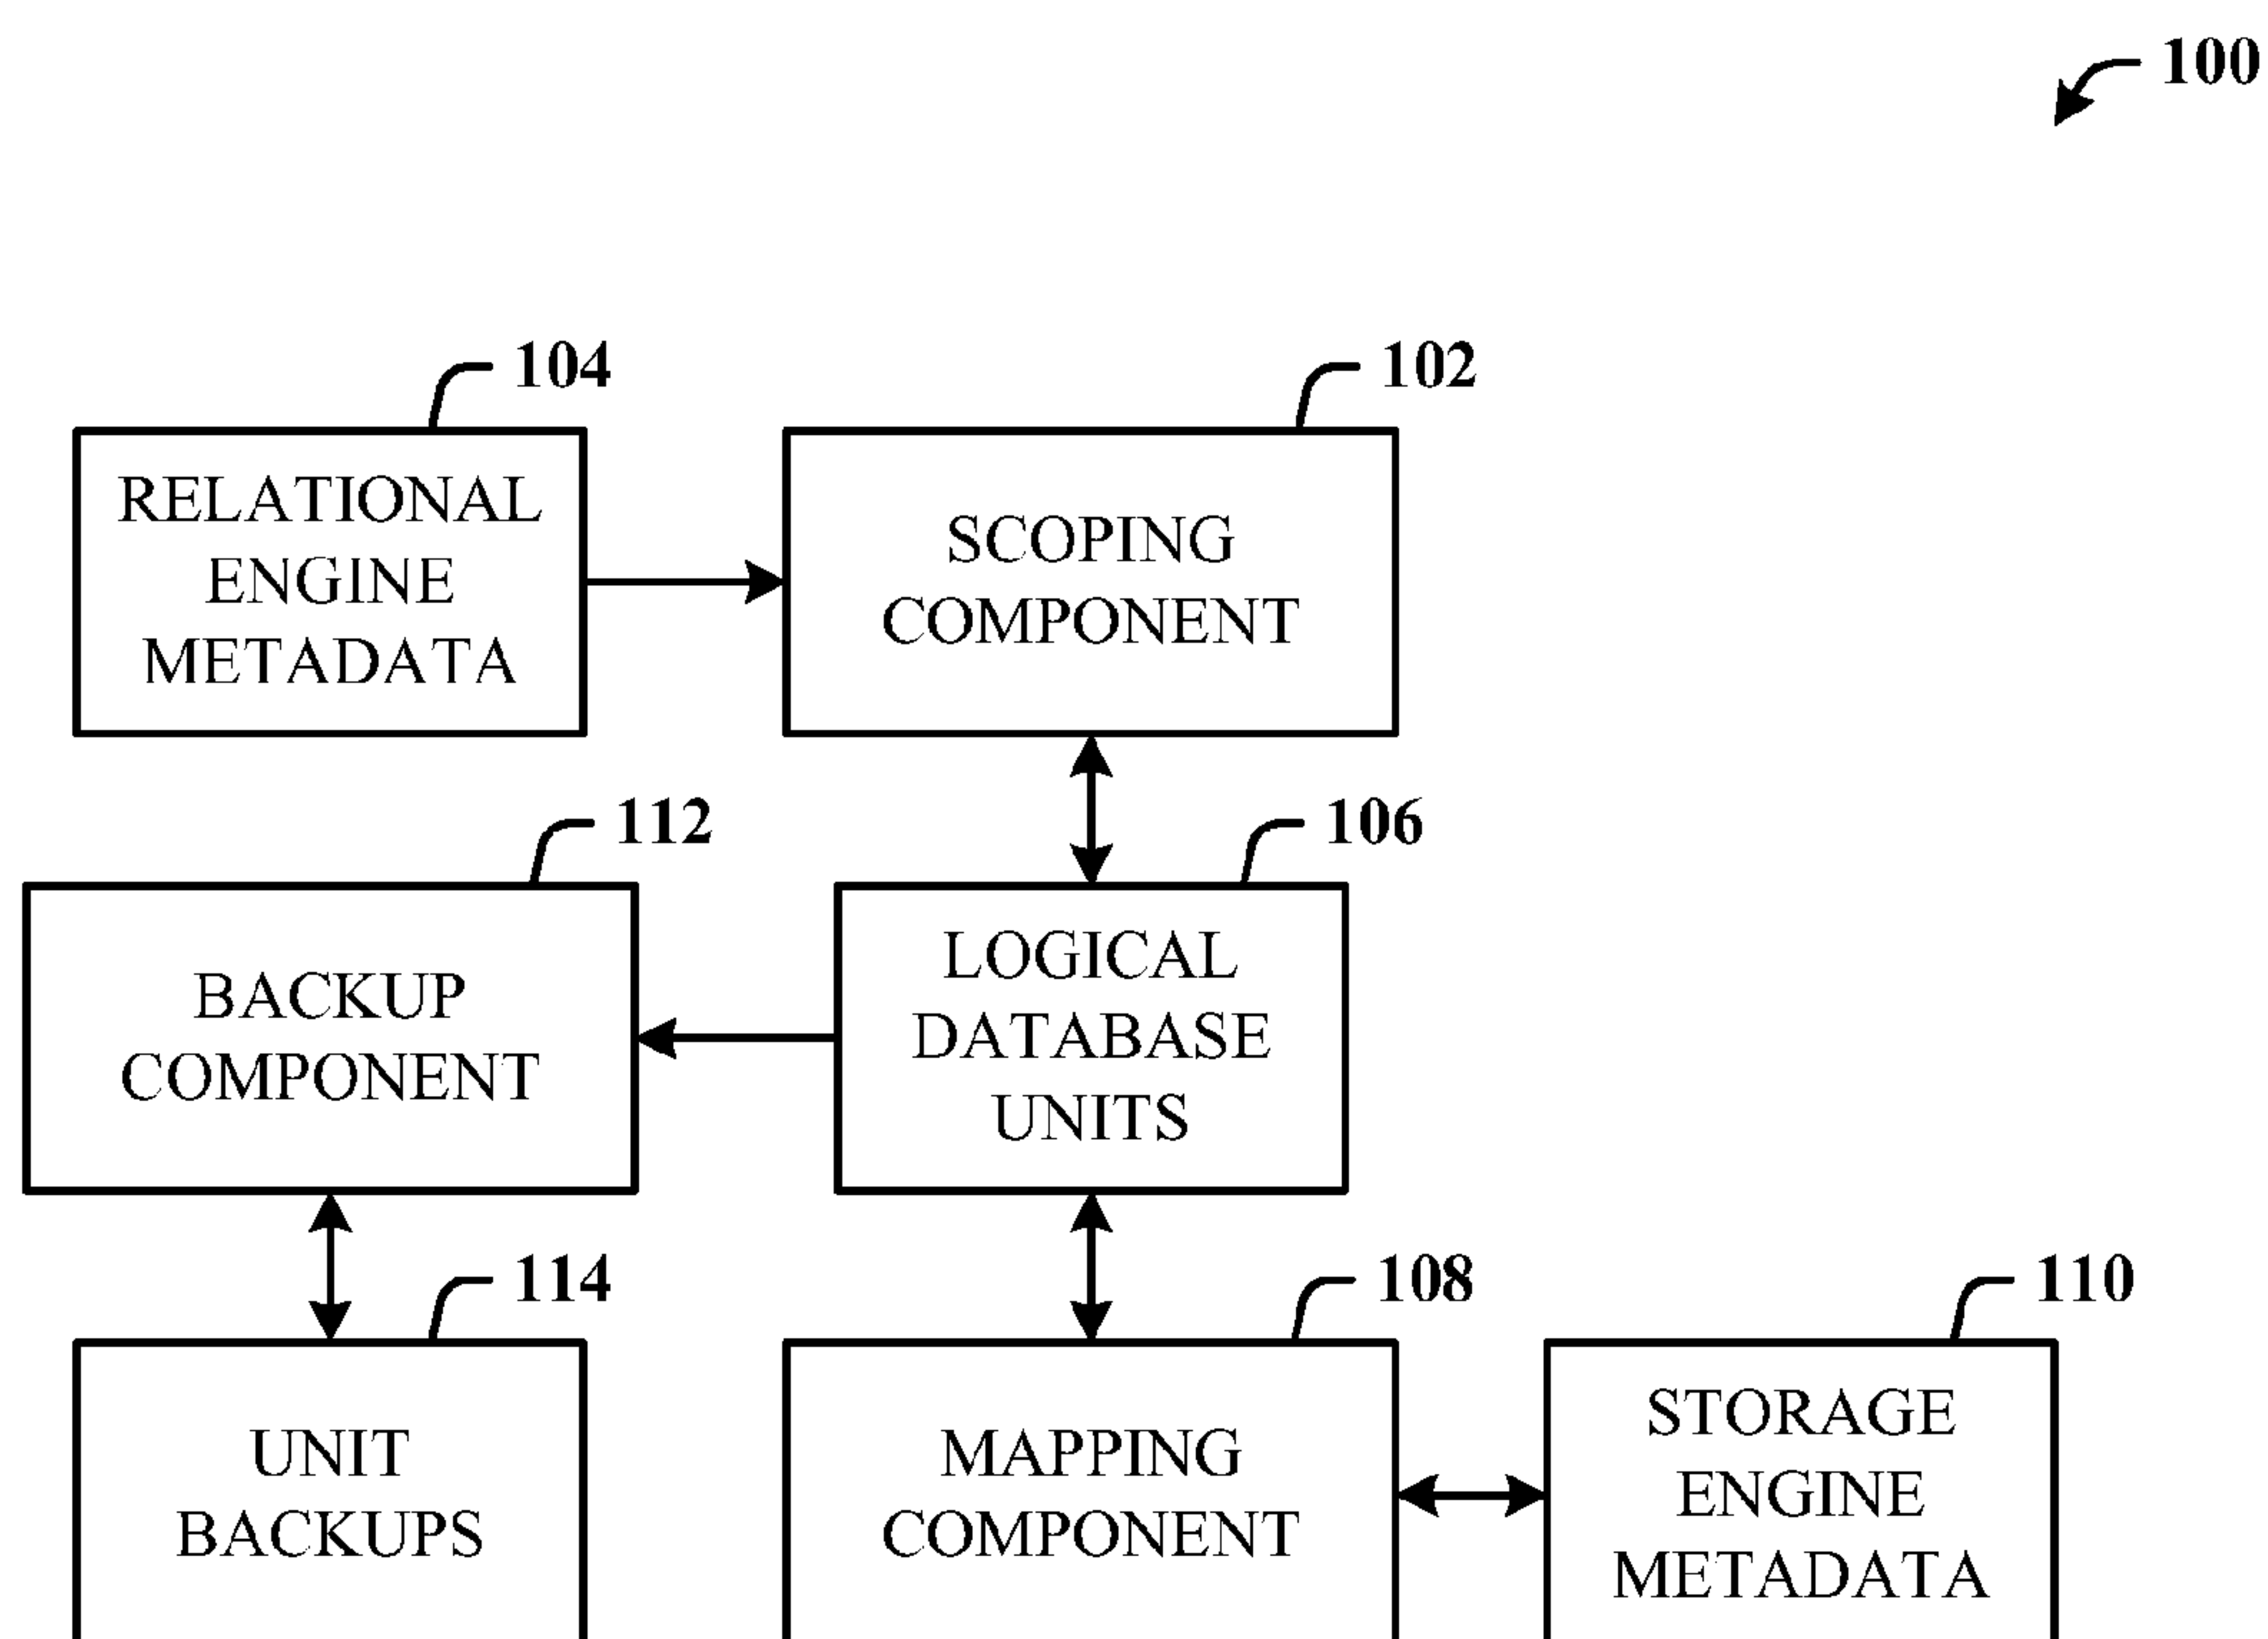 100
104
RELATIONAL
ENGINE
METADATA
102
SCOPING
COMPONENT
112
BACKUP
COMPONENT
106
LOGICAL
DATABASE
UNITS
114
UNIT
BACKUPS
108
MAPPING
COMPONENT
110
STORAGE
ENGINE
METADATA